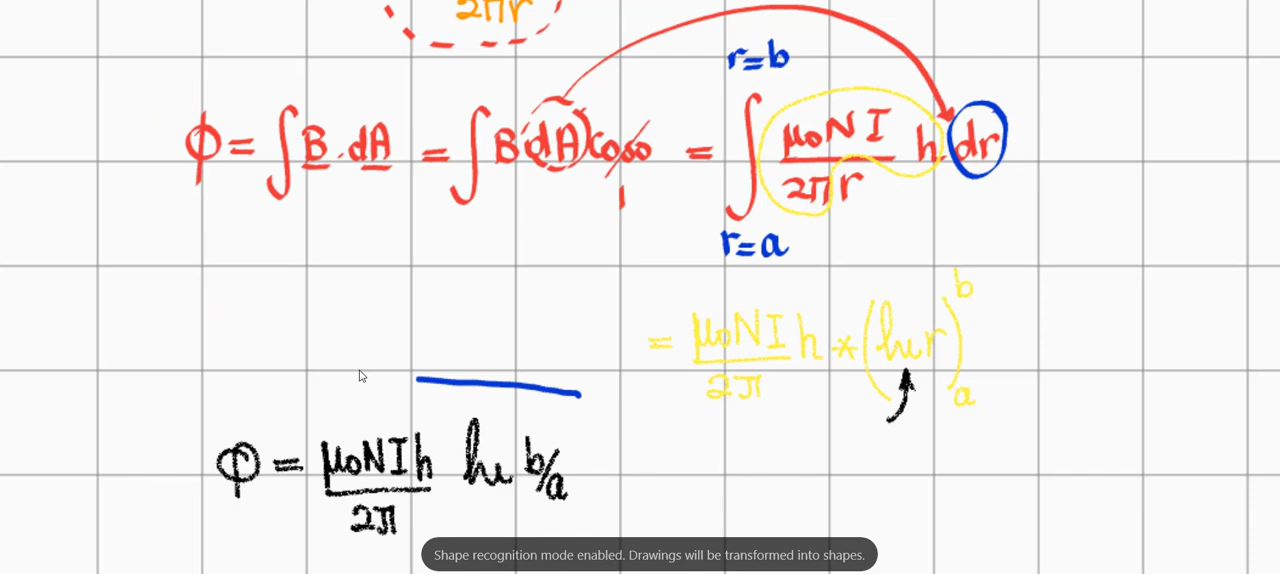 2πr
r=b
φ = ∫B.dA = ∫B(dA)cos0 = ∫ μ₀NI/2πr h dr
1
r=a
= μ₀NI/2π h * (ln r)ᵇₐ
φ = μ₀NIh/2π ln b/a
Shape recognition mode enabled. Drawings will be transformed into shapes.